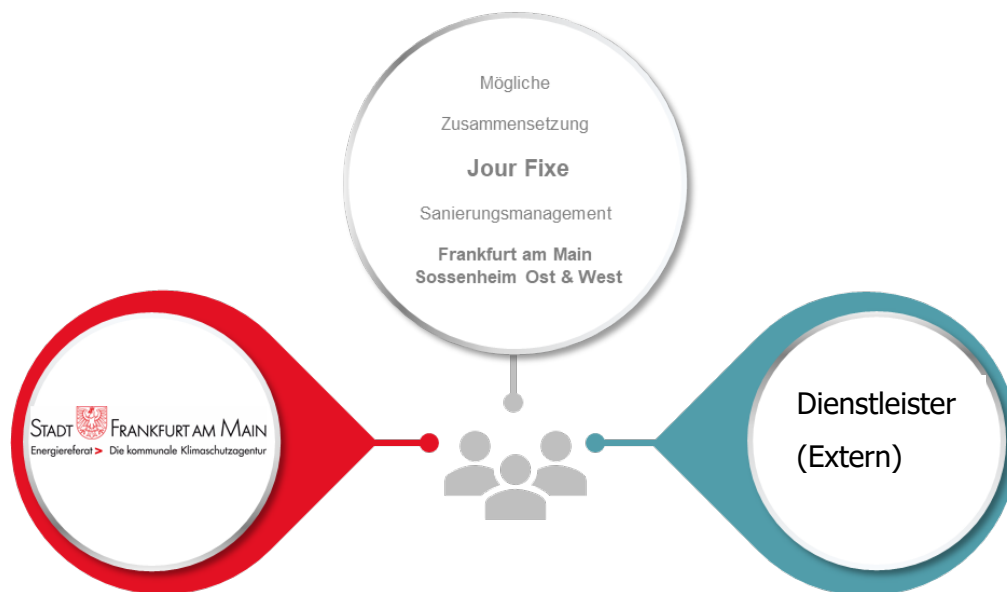 Mögliche
Zusammensetzung
Jour Fixe
Sanierungsmanagement
Frankfurt am Main
Sossenheim Ost & West
STADT FRANKFURT AM MAIN
Energiereferat > Die kommunale Klimaschutzagentur
Dienstleister
(Extern)